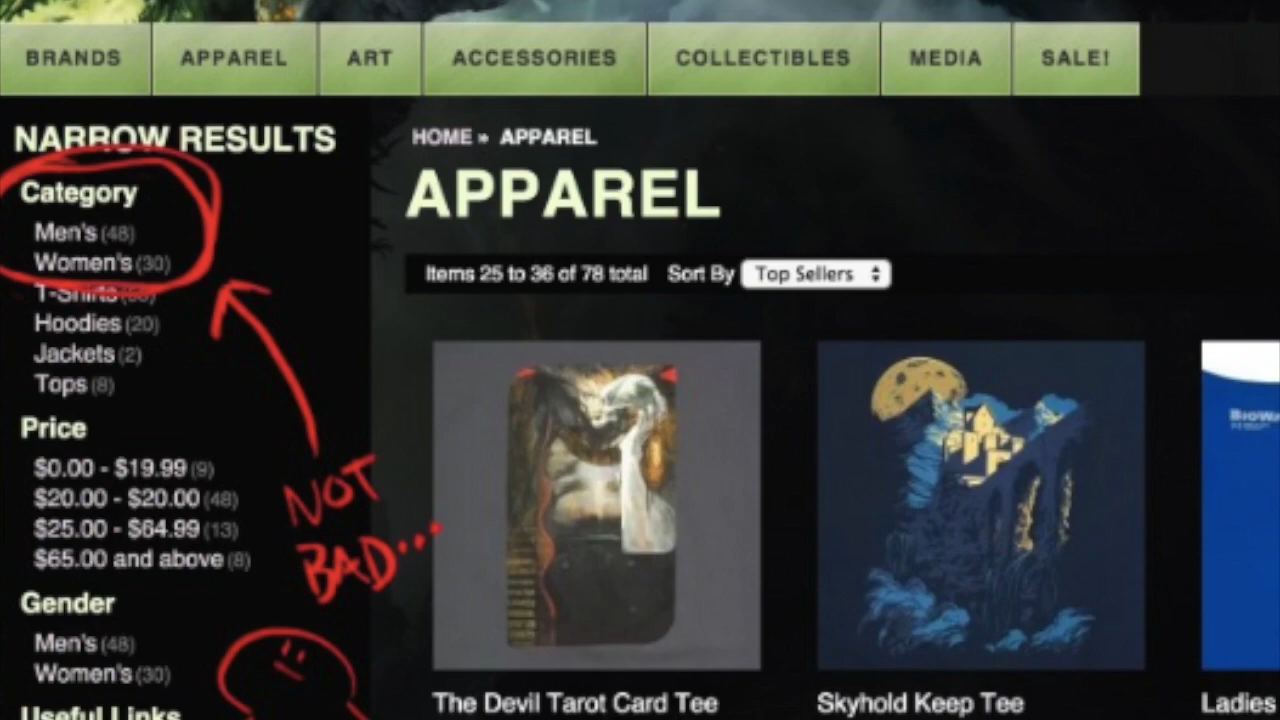 BRANDS APPAREL ART ACCESSORIES COLLECTIBLES MEDIA SALE!
NARROW RESULTS
Category
Men's (48)
Women's (30)
T-Shirts
Hoodies (20)
Jackets (2)
Tops (8)
Price
$0.00 - $19.99 (9)
$20.00 - $20.00 (48)
$25.00 - $64.99 (13)
$65.00 and above (8)
Gender
Men's (48)
Women's (30)
Useful Links
NOT
BAD...
HOME » APPAREL
APPAREL
Items 25 to 36 of 78 total Sort By Top Sellers
The Devil Tarot Card Tee
Skyhold Keep Tee
Ladies